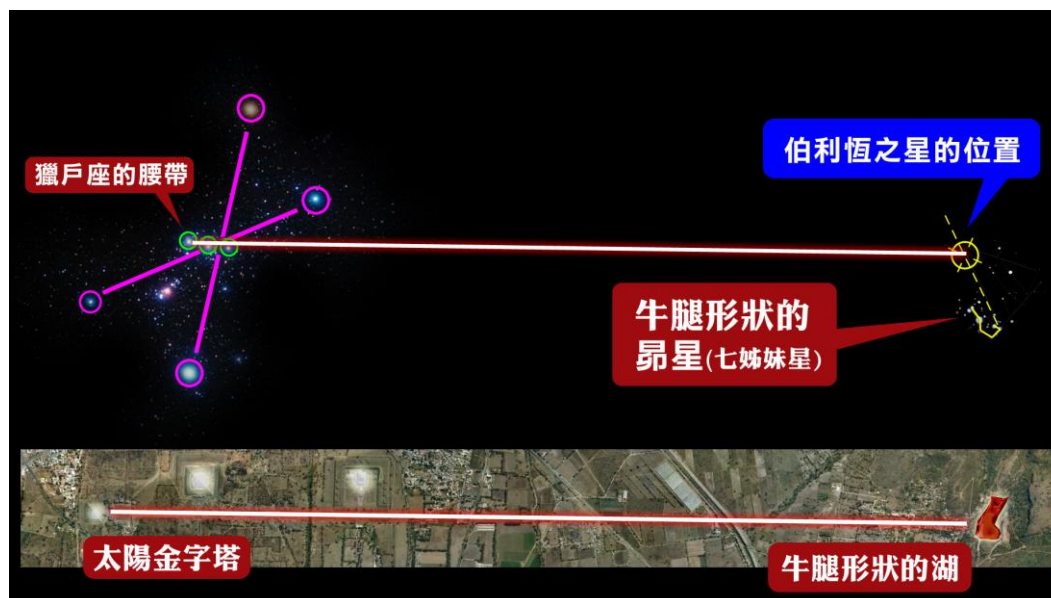 伯利恆之星的位置
獵戶座的腰帶
牛腿形狀的
昴星(七姊妹星)
太陽金字塔
牛腿形狀的湖